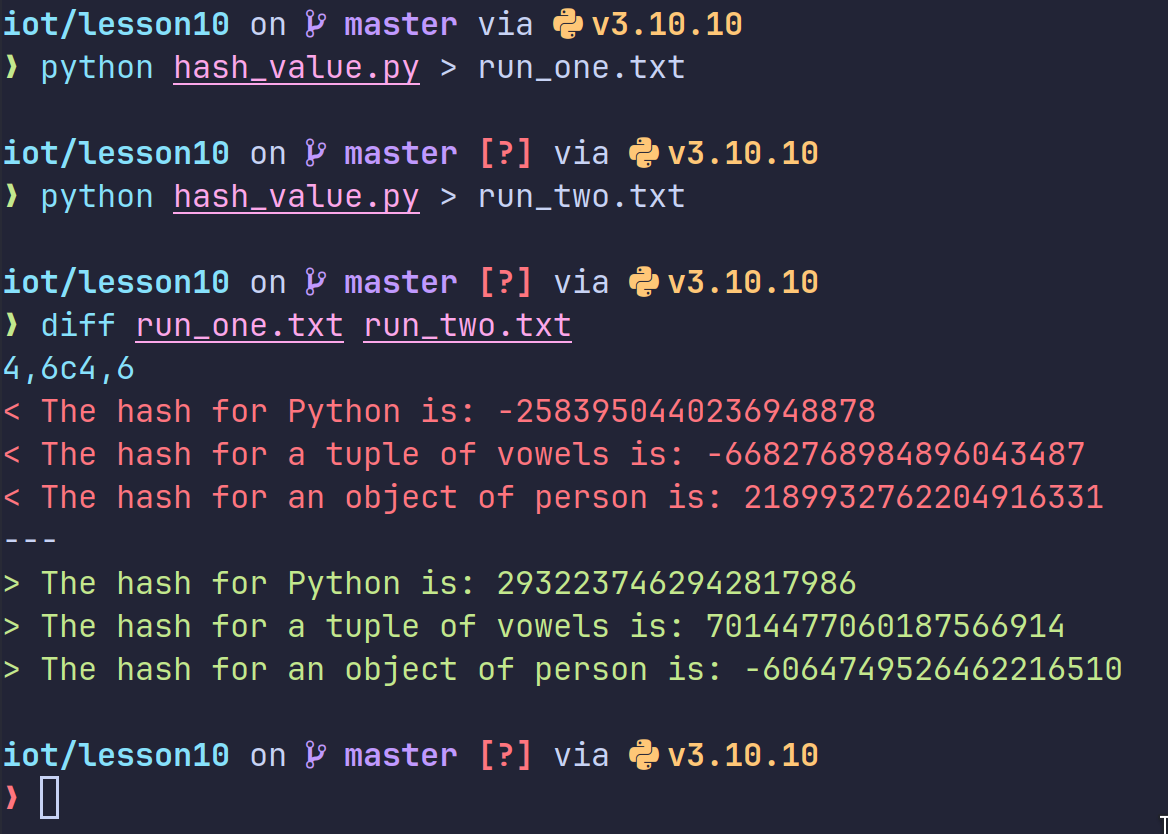 iot/lesson10 on master via v3.10.10
❱ python hash_value.py > run_one.txt
iot/lesson10 on master [?] via v3.10.10
❱ python hash_value.py > run_two.txt
iot/lesson10 on master [?] via v3.10.10
❱ diff run_one.txt run_two.txt
4,6c4,6
< The hash for Python is: -2583950440236948878
< The hash for a tuple of vowels is: -6682768984896043487
< The hash for an object of person is: 2189932762204916331
---
> The hash for Python is: 2932237462942817986
> The hash for a tuple of vowels is: 7014477060187566914
> The hash for an object of person is: -6064749526462216510
iot/lesson10 on master [?] via v3.10.10
❱